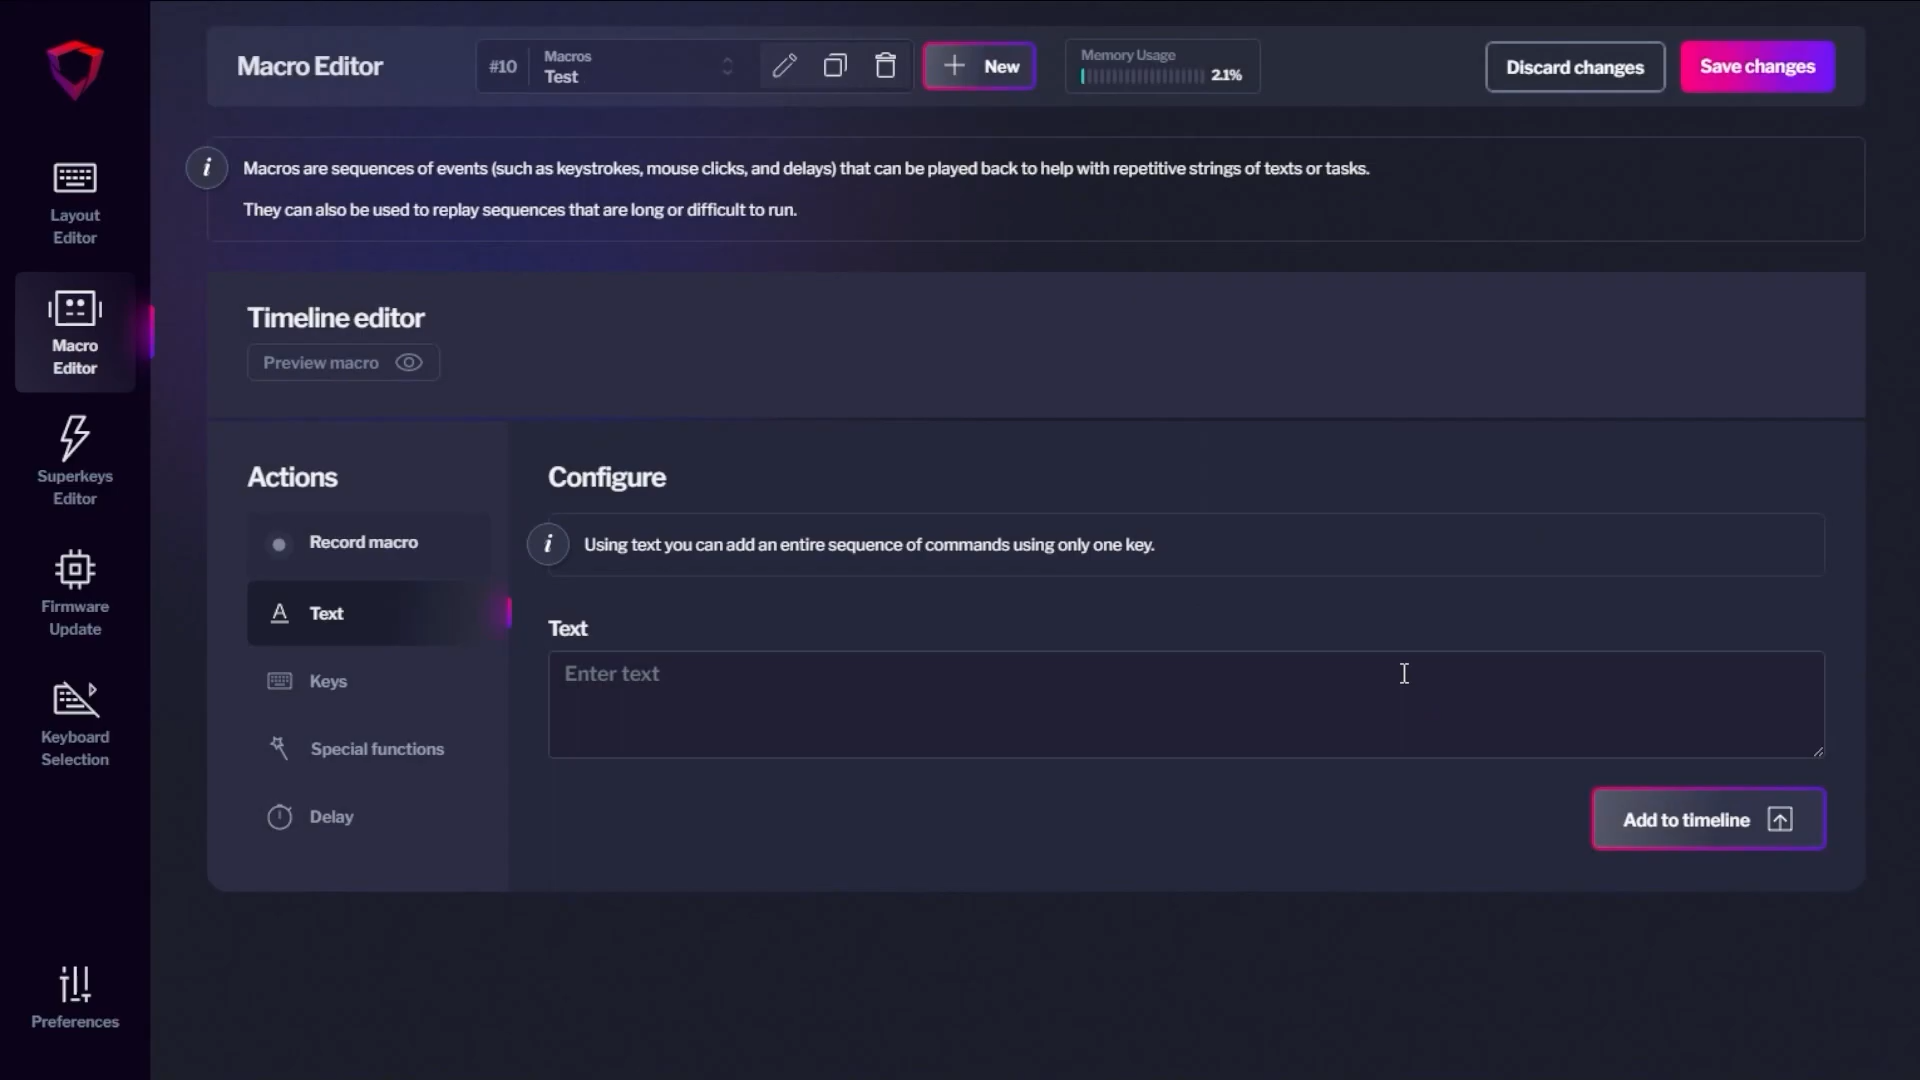 Macro Editor
#10
Macros
Test
New
Memory Usage
2.1%
Discard changes
Save changes
i
Macros are sequences of events (such as keystrokes, mouse clicks, and delays) that can be played back to help with repetitive strings of texts or tasks.
They can also be used to replay sequences that are long or difficult to run.
Layout
Editor
Macro
Editor
Superkeys
Editor
Firmware
Update
Keyboard
Selection
Preferences
Timeline editor
Preview macro
Actions
Record macro
A
Text
Keys
Special functions
Delay
Configure
i
Using text you can add an entire sequence of commands using only one key.
Text
Enter text
Add to timeline